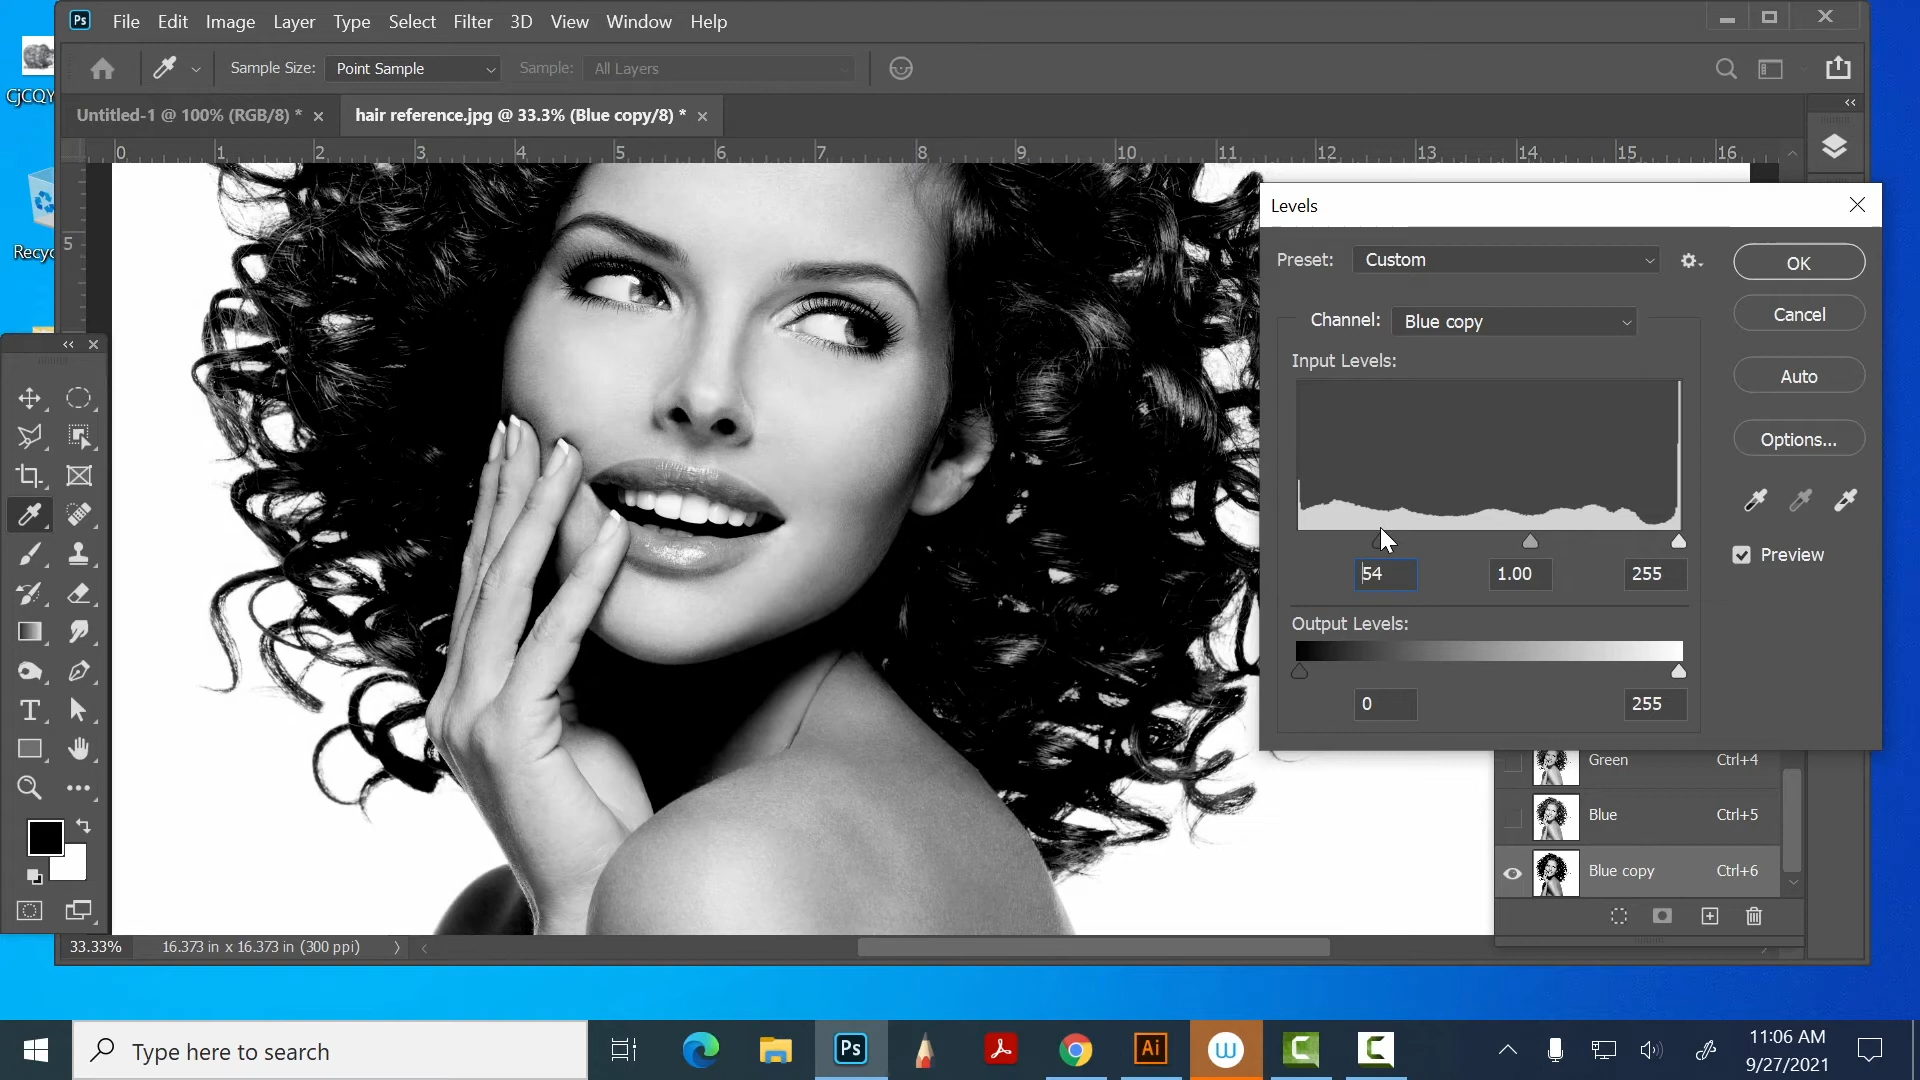 Ps File Edit Image Layer Type Select Filter 3D View Window Help
CjCQY
Sample Size: Point Sample Sample: All Layers
Untitled-1 @ 100% (RGB/8) * × hair reference.jpg @ 33.3% (Blue copy/8) * ×
0 1 2 3 4 5 6 7 8 9 10 11 12 13 14 15 16
5
Recyc
Levels
Preset: Custom
OK
Channel: Blue copy
Cancel
Input Levels:
Auto
Options...
Preview
54 1.00 255
Output Levels:
0 255
Green Ctrl+4
Blue Ctrl+5
Blue copy Ctrl+6
33.33% 16.373 in x 16.373 in (300 ppi)
Type here to search
Ps
Ai
11:06 AM
9/27/2021